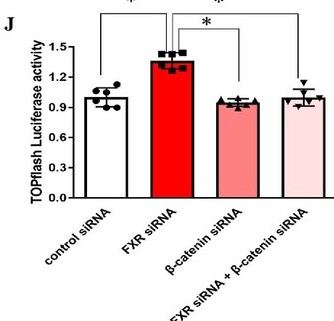 J
*
*
*
TOPflash Luciferase activity
1.5
1.2
0.9
0.6
0.3
0.0
control siRNA
FXR siRNA
β-catenin siRNA
FXR siRNA + β-catenin siRNA